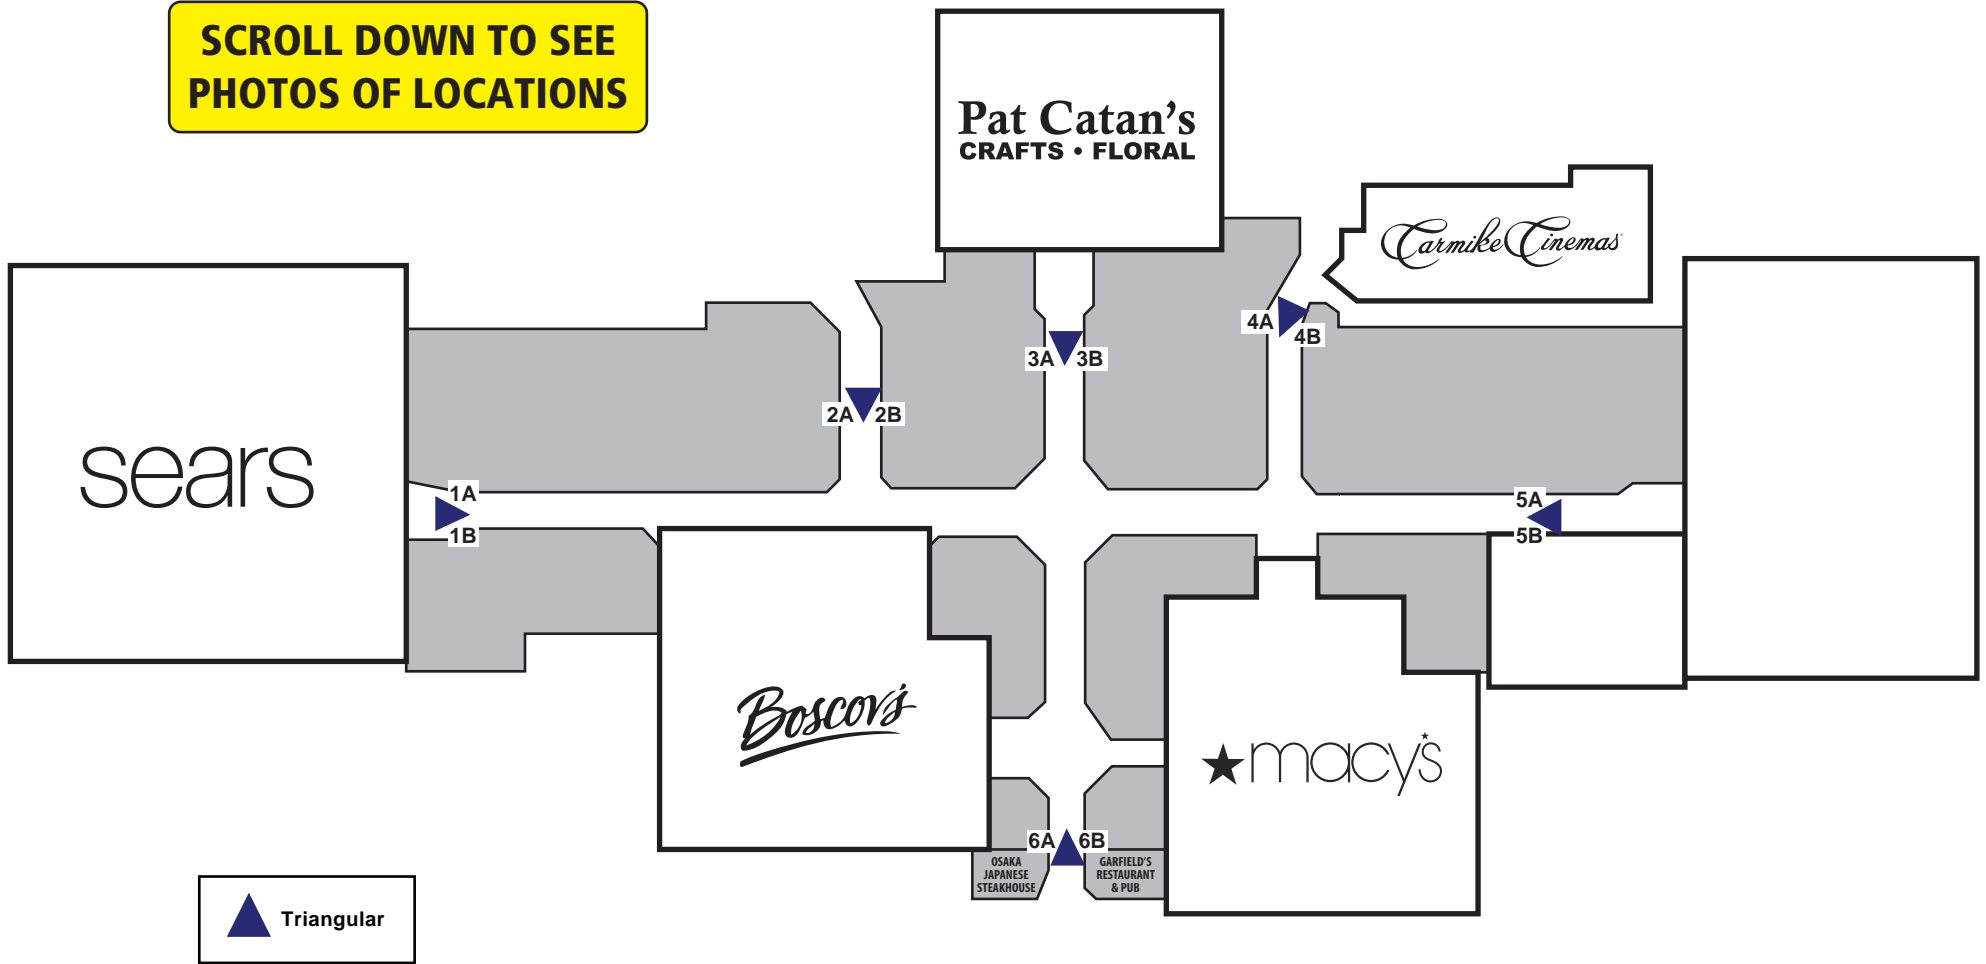 SCROLL DOWN TO SEE
PHOTOS OF LOCATIONS
Pat Catan's
CRAFTS • FLORAL
Carmike Cinemas
4A
4B
3A
3B
2A
2B
sears
1A
1B
5A
5B
Boscov's
macy's
6A
6B
OSAKA
JAPANESE
STEAKHOUSE
GARFIELD'S
RESTAURANT
& PUB
Triangular